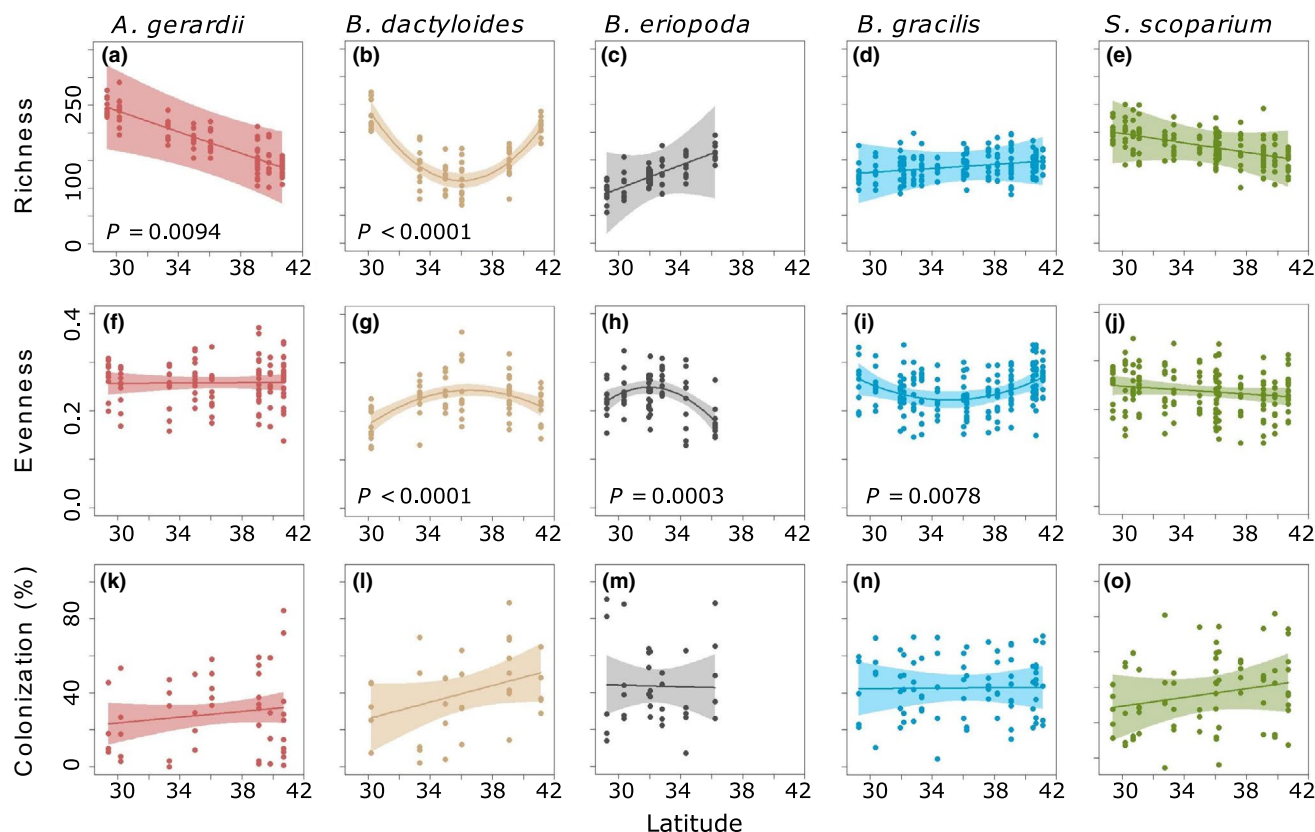 A. gerardii B. dactyloides B. eriopoda B. gracilis S. scoparium
Richness
(a) (b) (c) (d) (e)
250
100
0
P = 0.0094 P < 0.0001
30 34 38 42 30 34 38 42 30 34 38 42 30 34 38 42 30 34 38 42
Evenness
(f) (g) (h) (i) (j)
0.4
0.2
0.0
P < 0.0001 P = 0.0003 P = 0.0078
30 34 38 42 30 34 38 42 30 34 38 42 30 34 38 42 30 34 38 42
Colonization (%)
(k) (l) (m) (n) (o)
80
40
0
30 34 38 42 30 34 38 42 30 34 38 42 30 34 38 42 30 34 38 42
Latitude